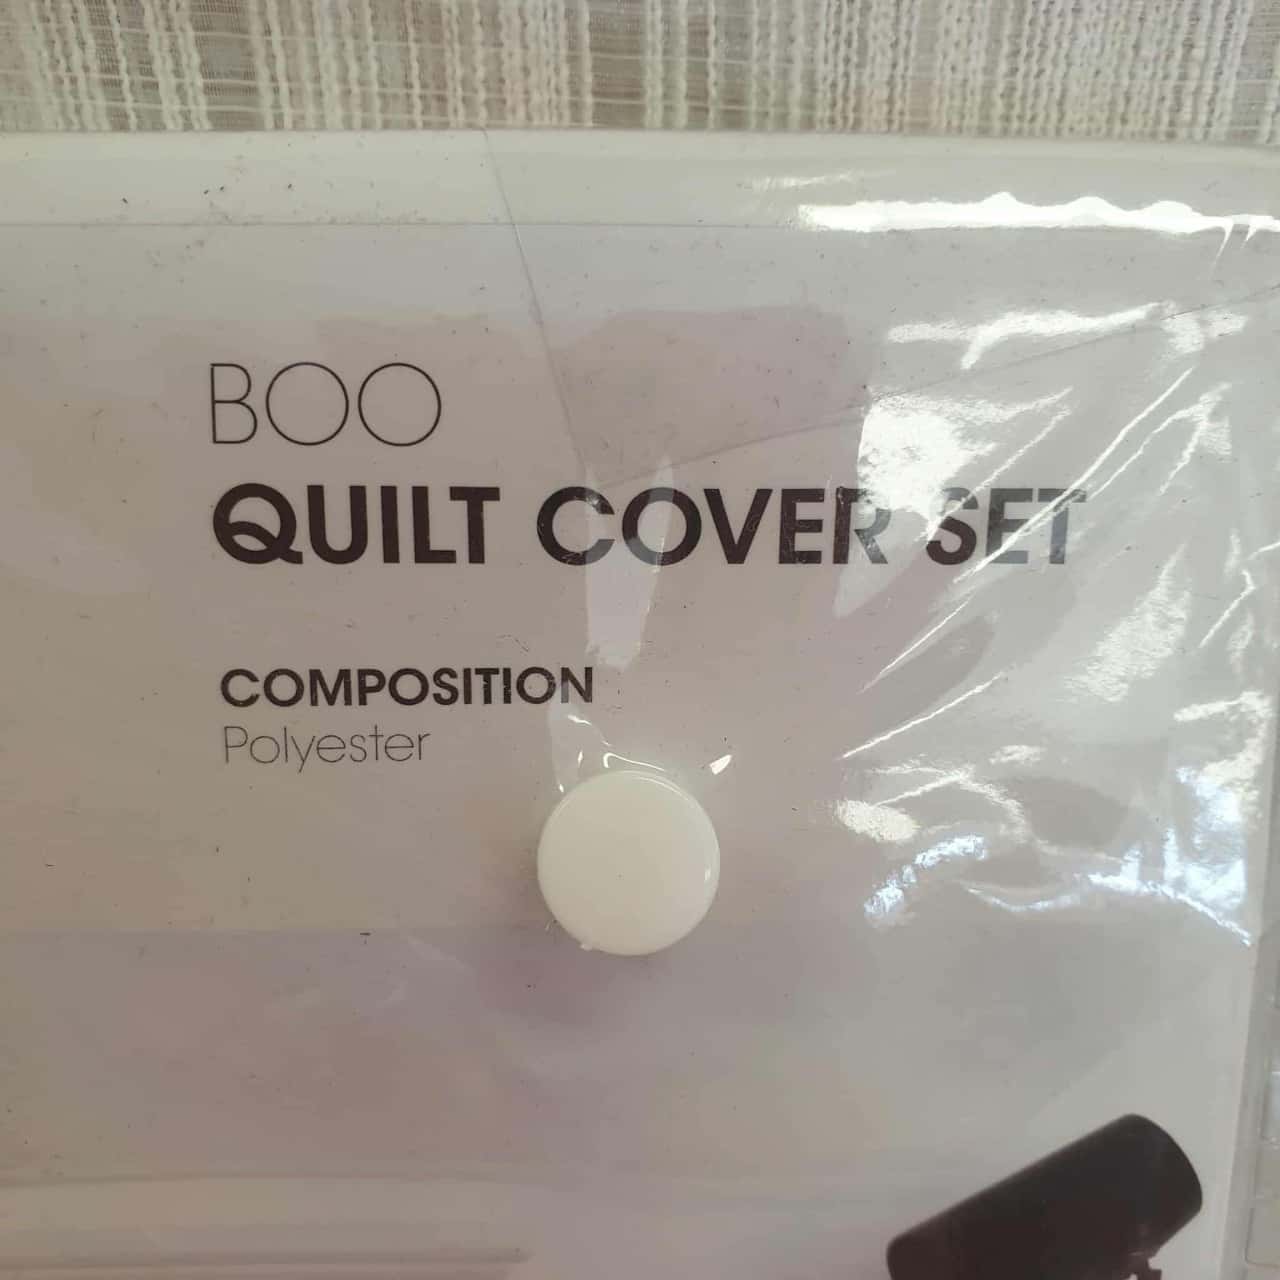 BOO
QUILT COVER SET
COMPOSITION
Polyester